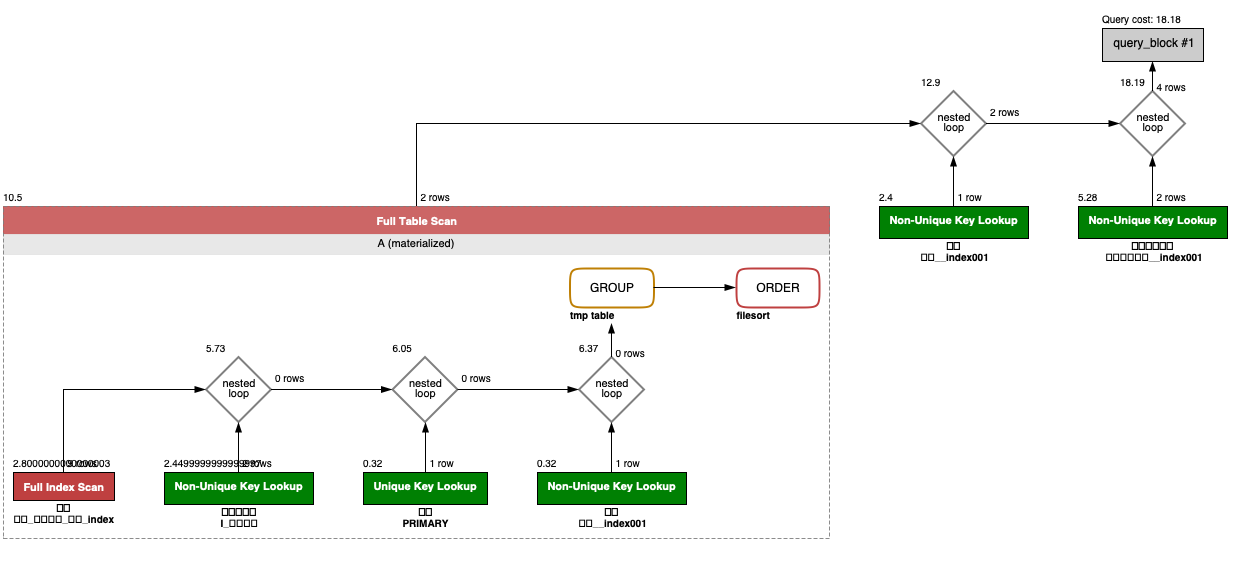 Query cost: 18.18
query_block #1
12.9
18.19
4 rows
nested
loop
2 rows
nested
loop
10.5
2 rows
2.4
1 row
5.28
2 rows
Full Table Scan
Non-Unique Key Lookup
Non-Unique Key Lookup
A (materialized)
□□
□□__index001
□□□□□□
□□□□□□__index001
GROUP
ORDER
tmp table
filesort
5.73
6.05
6.37
0 rows
nested
loop
0 rows
nested
loop
0 rows
nested
loop
2.8000000000000003
rows
2.4499999999999997
rows
0.32
1 row
0.32
1 row
Full Index Scan
Non-Unique Key Lookup
Unique Key Lookup
Non-Unique Key Lookup
□□
□□_□□□□_□□_index
□□□□□
I_□□□□
□□
PRIMARY
□□
□□__index001